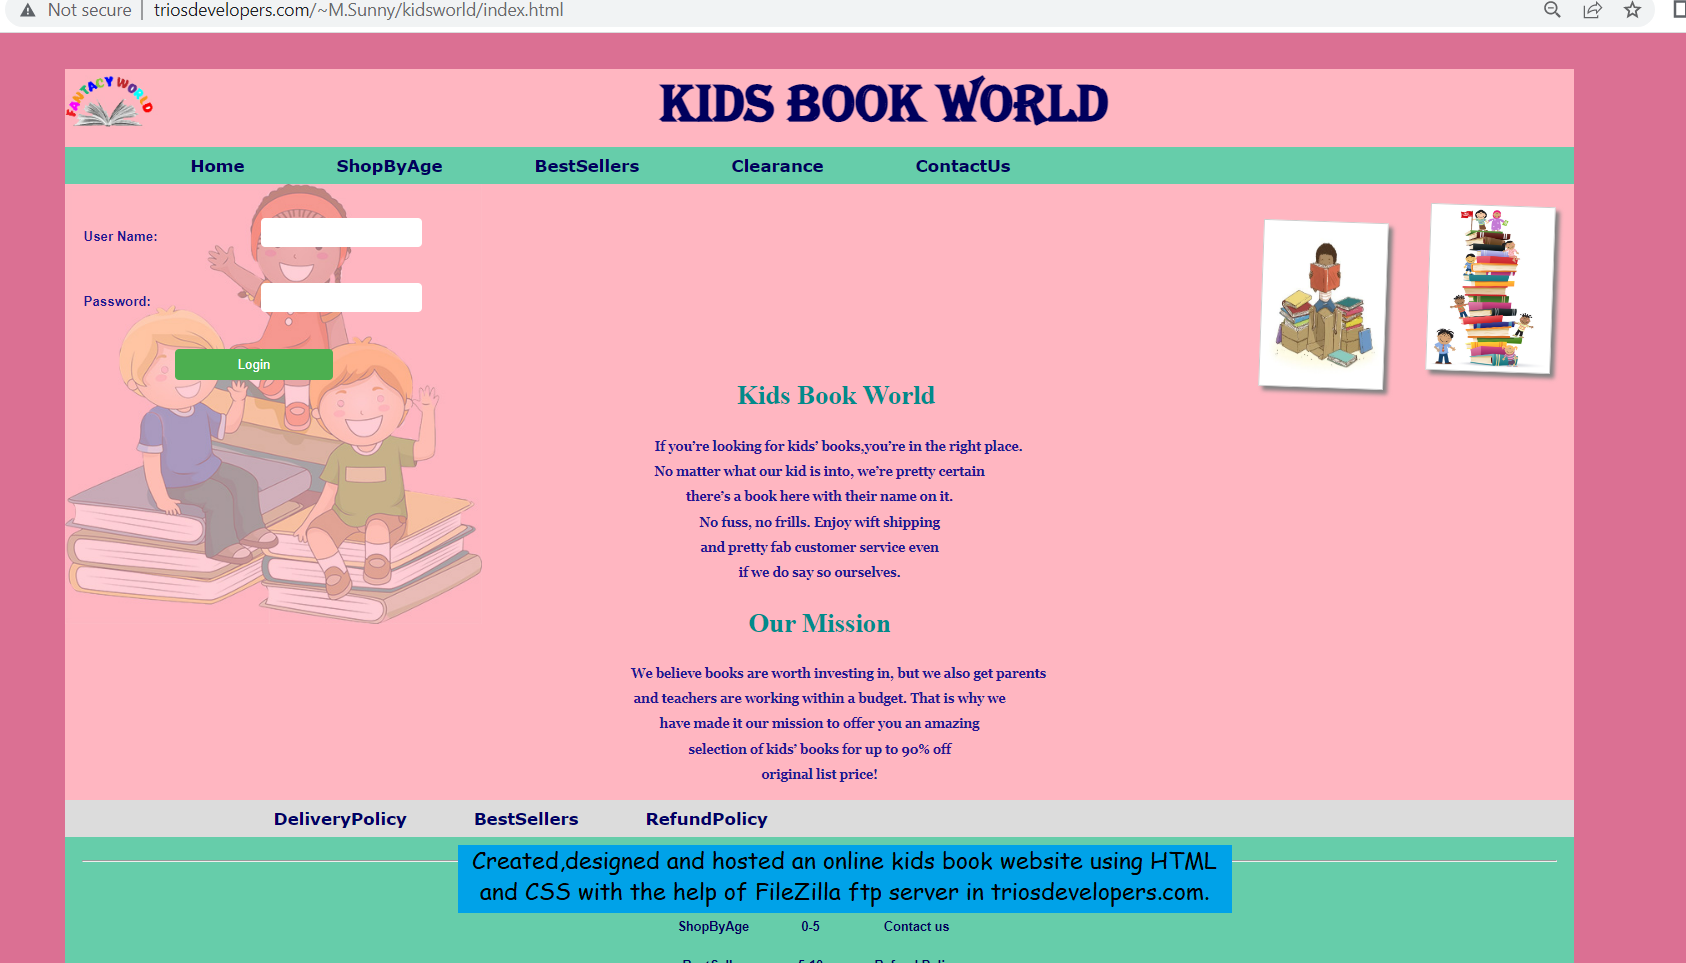 Not secure | triosdevelopers.com/~M.Sunny/kidsworld/index.html
FANTACY WORLD
KIDS BOOK WORLD
Home ShopByAge BestSellers Clearance ContactUs
User Name:
Password:
Login
Kids Book World
If you’re looking for kids’ books,you’re in the right place.
No matter what our kid is into, we’re pretty certain
there’s a book here with their name on it.
No fuss, no frills. Enjoy wift shipping
and pretty fab customer service even
if we do say so ourselves.
Our Mission
We believe books are worth investing in, but we also get parents
and teachers are working within a budget. That is why we
have made it our mission to offer you an amazing
selection of kids’ books for up to 90% off
original list price!
DeliveryPolicy BestSellers RefundPolicy
Created,designed and hosted an online kids book website using HTML
and CSS with the help of FileZilla ftp server in triosdevelopers.com.
ShopByAge 0-5 Contact us